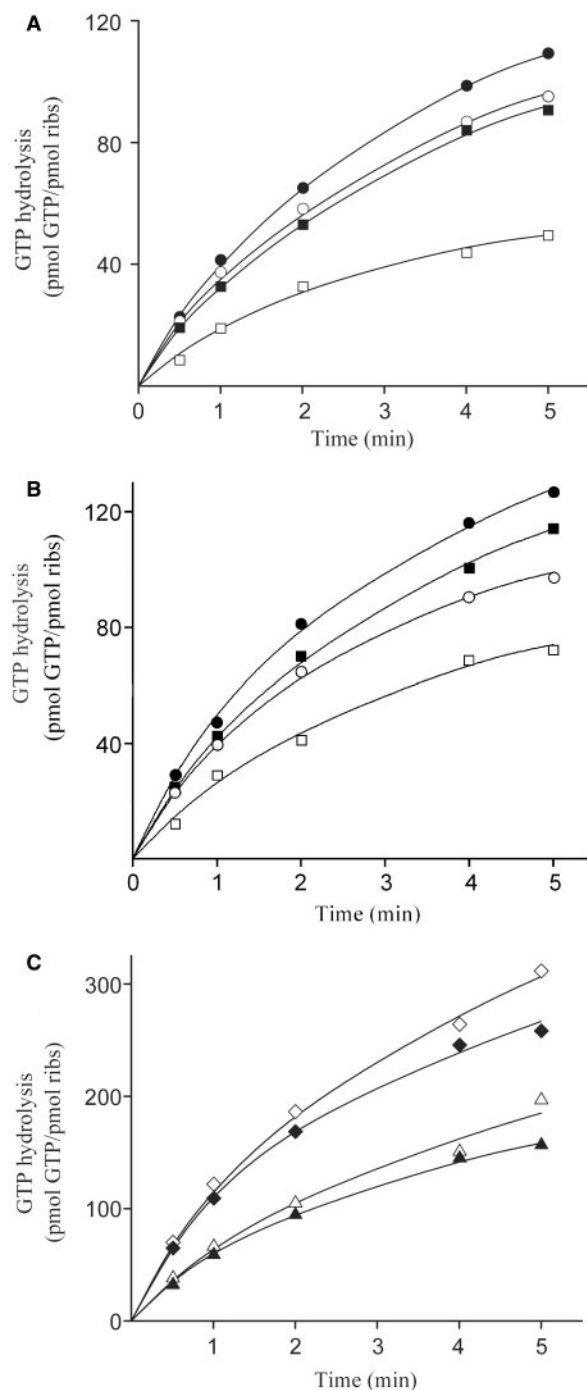 A
GTP hydrolysis
(pmol GTP/pmol ribs)
120
80
40
0
1
2
3
4
5
Time (min)
B
GTP hydrolysis
(pmol GTP/pmol ribs)
120
80
40
0
1
2
3
4
5
Time (min)
C
GTP hydrolysis
(pmol GTP/pmol ribs)
300
200
100
0
1
2
3
4
5
Time (min)